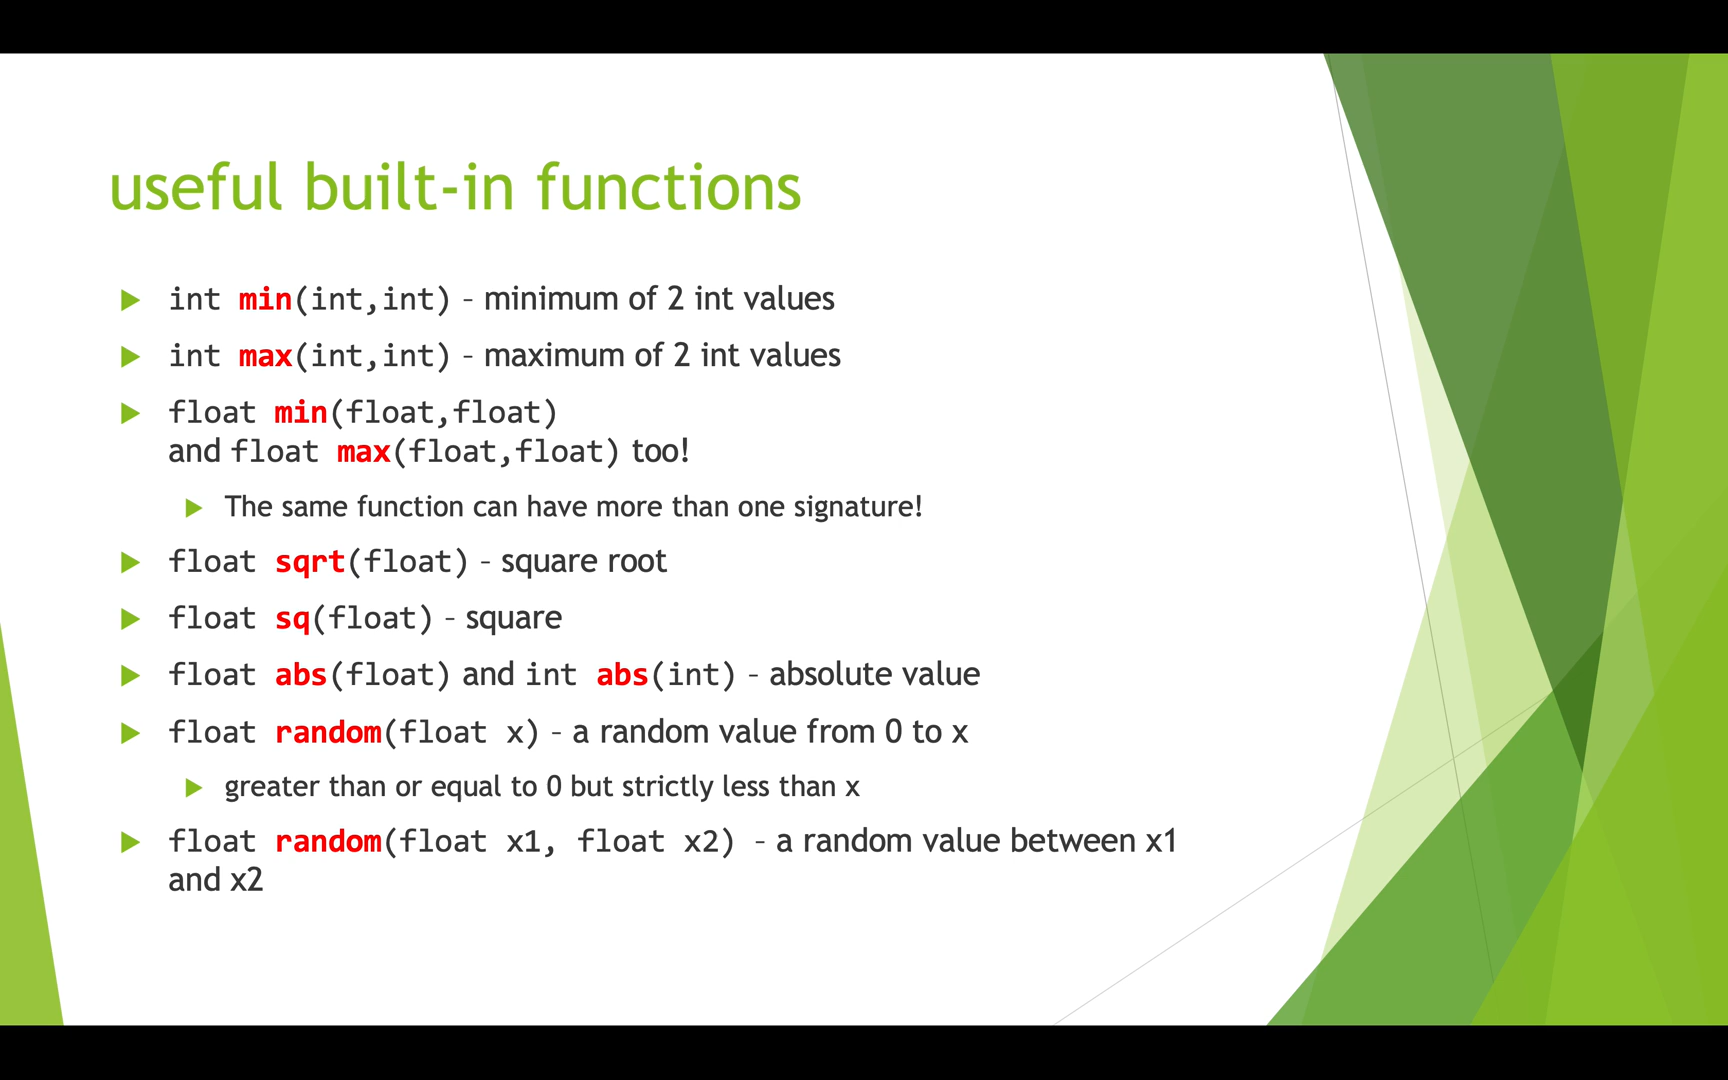 useful built-in functions
int min(int,int) – minimum of 2 int values
int max(int,int) – maximum of 2 int values
float min(float,float)
and float max(float,float) too!
The same function can have more than one signature!
float sqrt(float) – square root
float sq(float) – square
float abs(float) and int abs(int) – absolute value
float random(float x) – a random value from 0 to x
greater than or equal to 0 but strictly less than x
float random(float x1, float x2) – a random value between x1
and x2